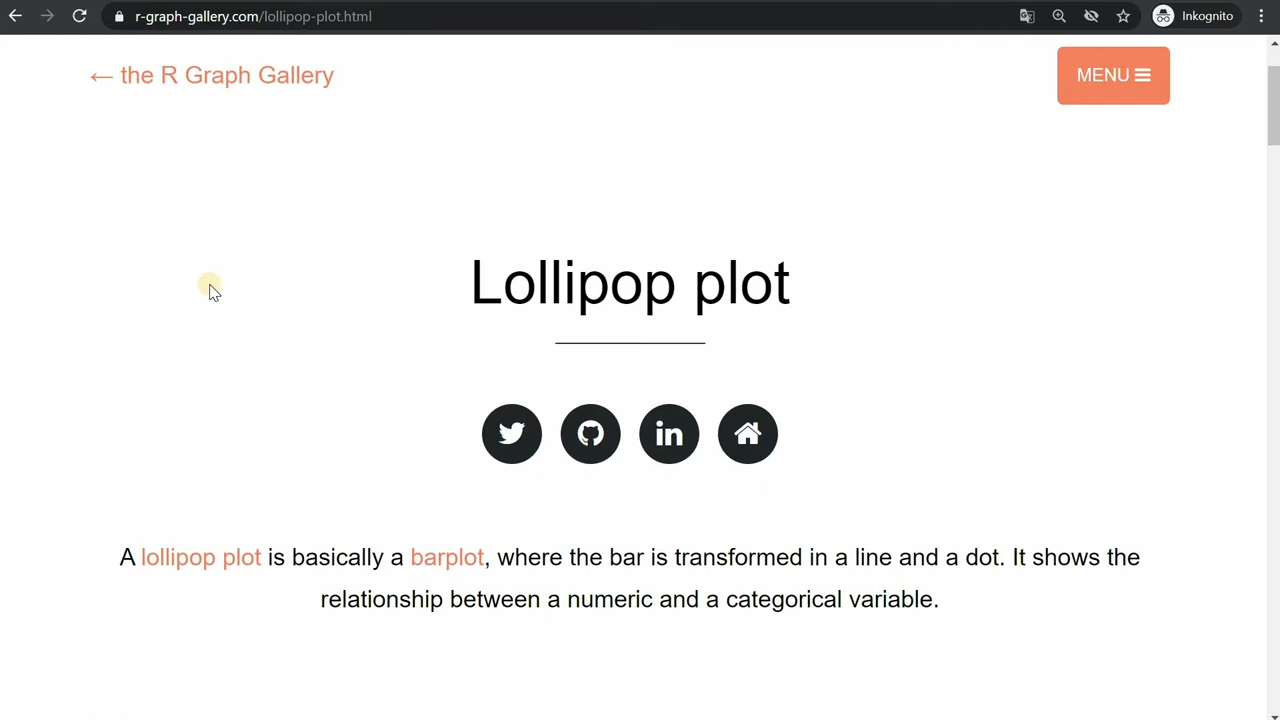 r-graph-gallery.com/lollipop-plot.html
Inkognito
← the R Graph Gallery
MENU
Lollipop plot
in
A lollipop plot is basically a barplot, where the bar is transformed in a line and a dot. It shows the
relationship between a numeric and a categorical variable.